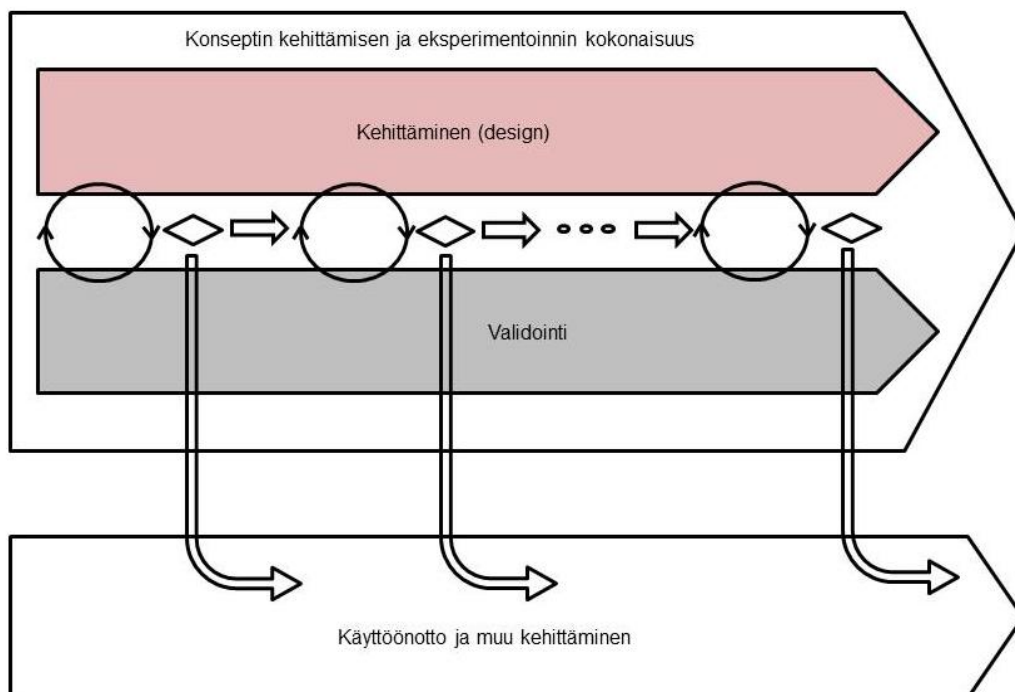 Konseptin kehittämisen ja eksperimentoinnin kokonaisuus
Kehittäminen (design)
Validointi
Käyttöönotto ja muu kehittäminen